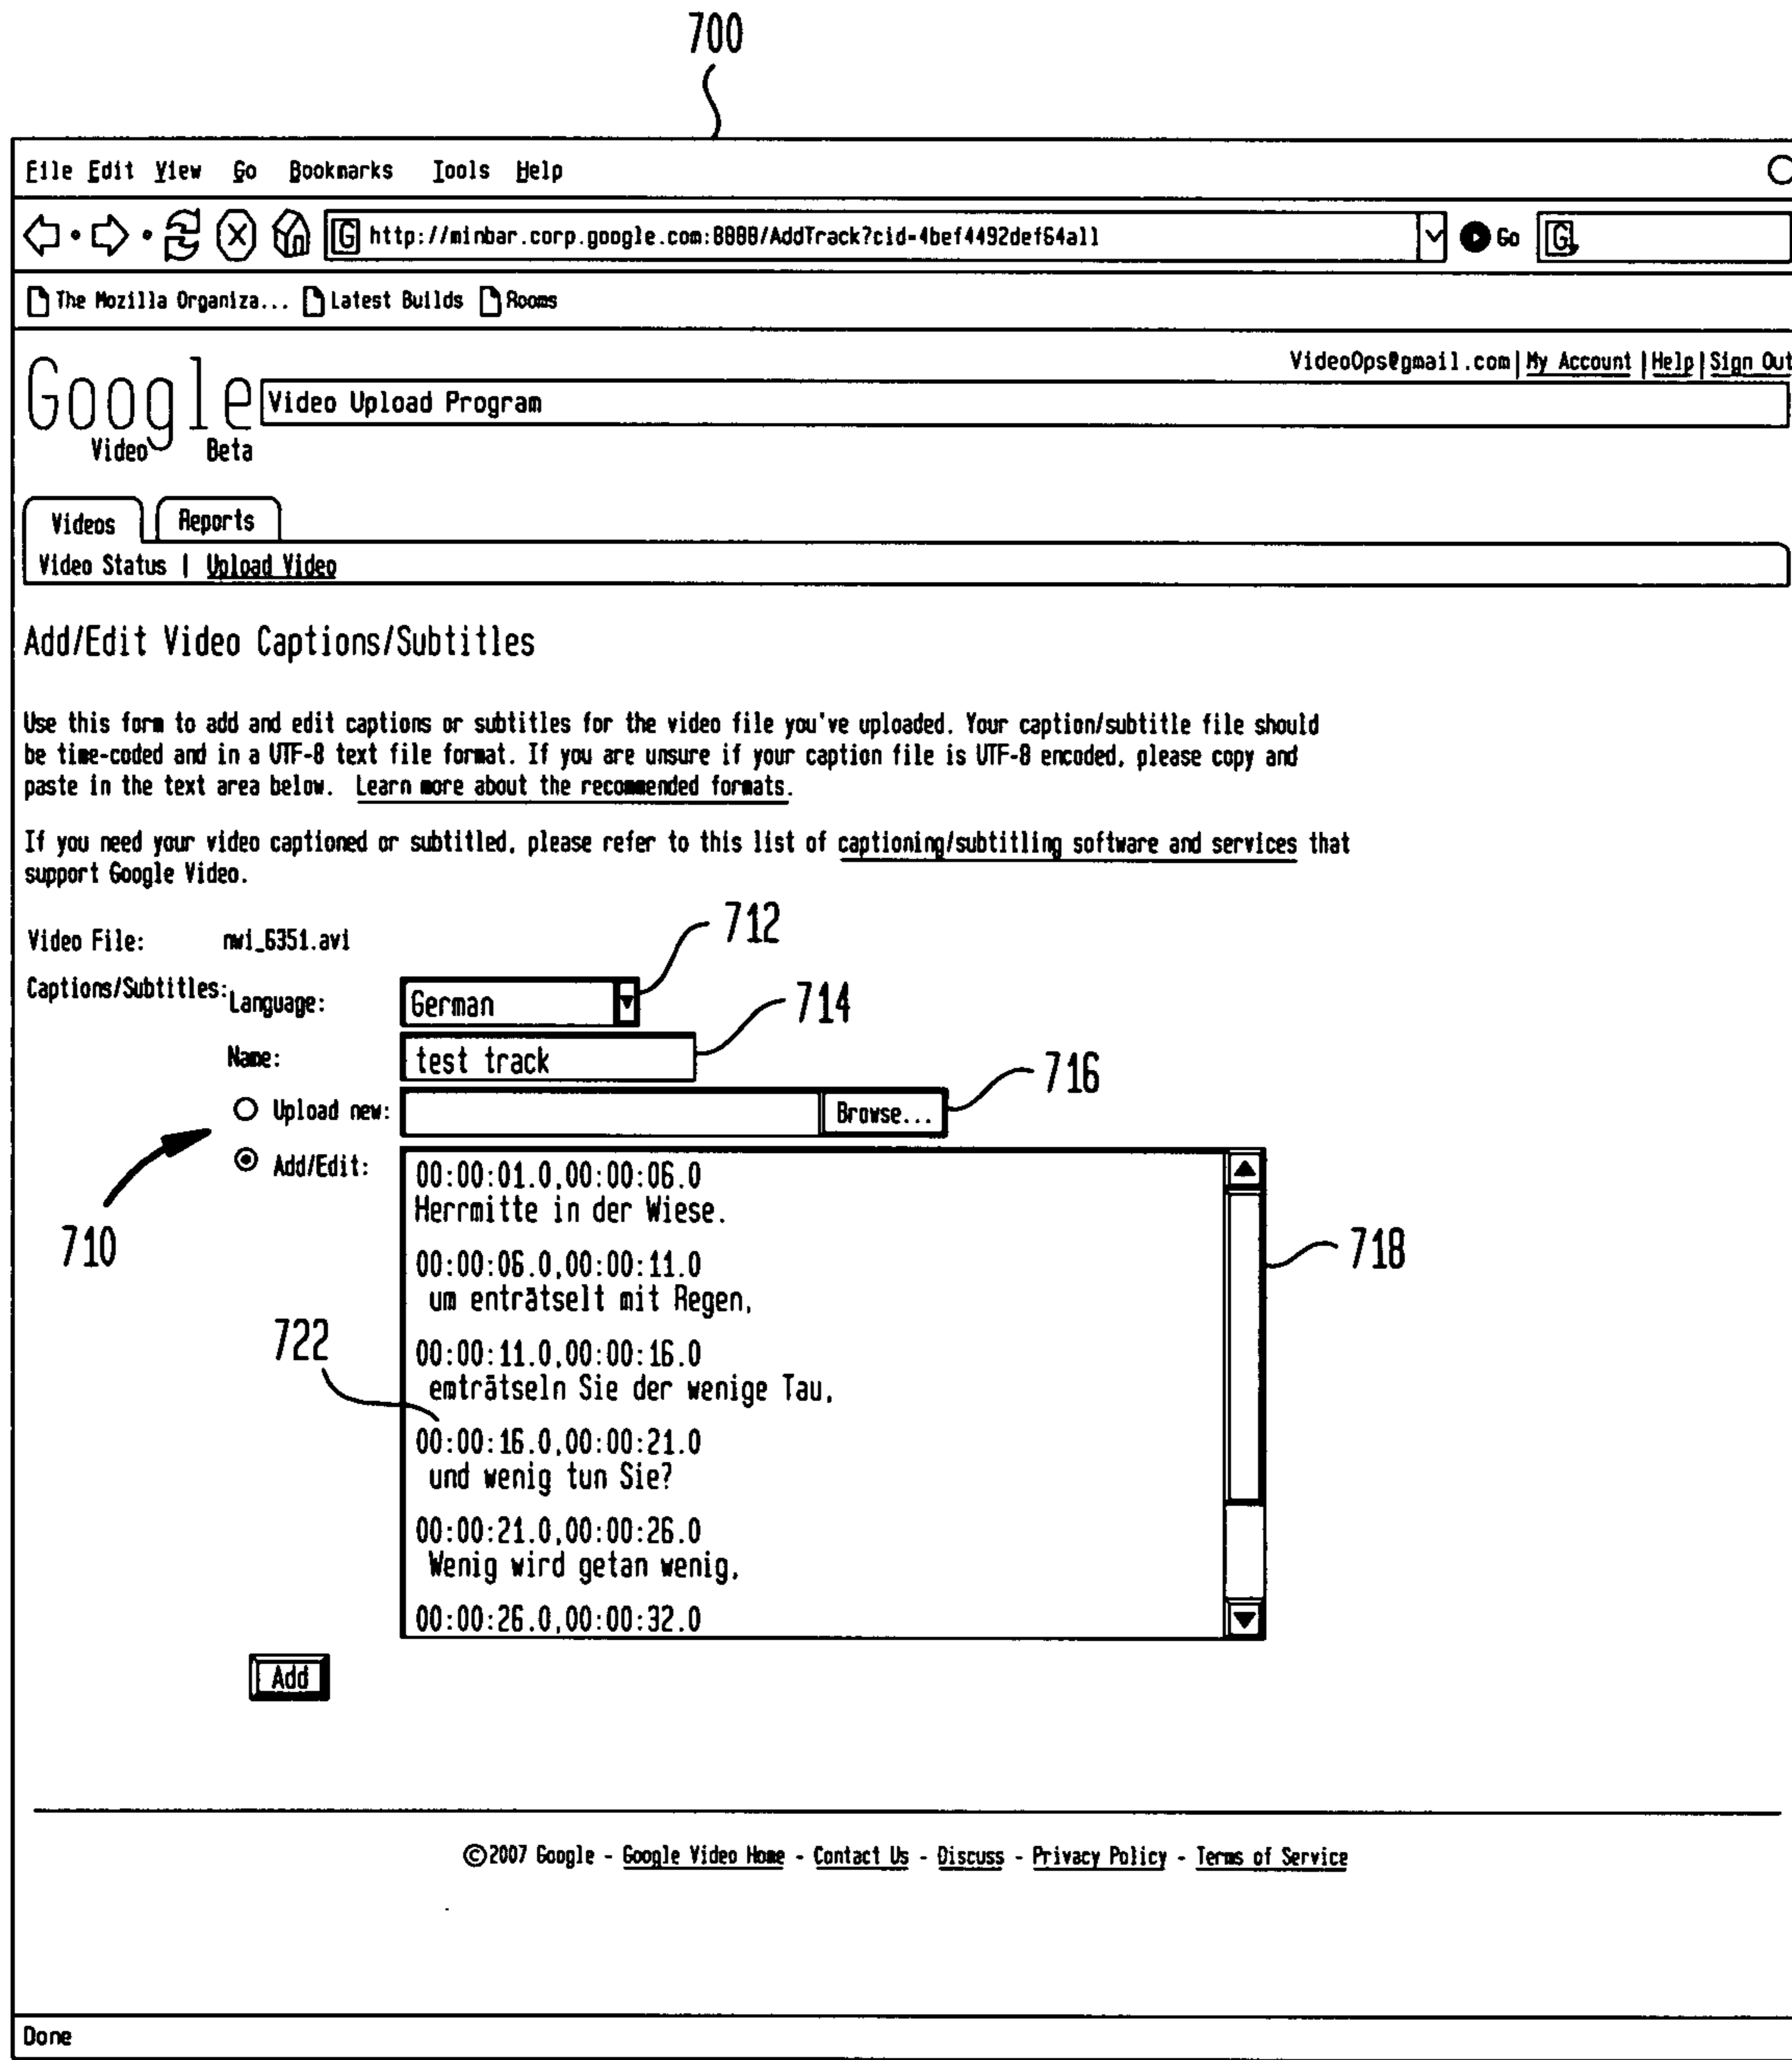 700
File Edit View Go Bookmarks Tools Help
http://minbar.corp.google.com:8888/AddTrack?cid=4bef4492def64a11 Go G
The Mozilla Organiza... Latest Builds Rooms
VideoOps@gmail.com | My Account | Help | Sign Out
Google Video Beta
Video Upload Program
Videos Reports
Video Status | Upload Video
Add/Edit Video Captions/Subtitles
Use this form to add and edit captions or subtitles for the video file you've uploaded. Your caption/subtitle file should
be time-coded and in a UTF-8 text file format. If you are unsure if your caption file is UTF-8 encoded, please copy and
paste in the text area below. Learn more about the recommended formats.
If you need your video captioned or subtitled, please refer to this list of captioning/subtitling software and services that
support Google Video.
712
Video File: nwi_6351.avi
Captions/Subtitles: Language: German
714
Name: test track
716
Upload new: Browse...
710
Add/Edit:
00:00:01.0,00:00:06.0
Herrmitte in der Wiese.
718
00:00:06.0,00:00:11.0
um enträtselt mit Regen,
722
00:00:11.0,00:00:16.0
emträtseln Sie der wenige Tau,
00:00:16.0,00:00:21.0
und wenig tun Sie?
00:00:21.0,00:00:26.0
Wenig wird getan wenig,
00:00:26.0,00:00:32.0
Add
©2007 Google - Google Video Home - Contact Us - Discuss - Privacy Policy - Terms of Service
Done